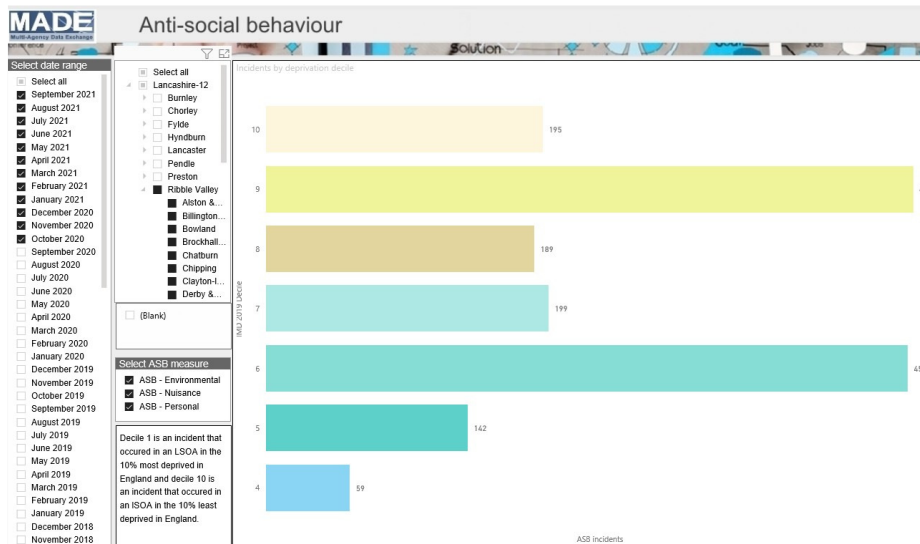 MADE
Multi-Agency Data Exchange
Anti-social behaviour
Solution
Select date range
Select all
September 2021
August 2021
July 2021
June 2021
May 2021
April 2021
March 2021
February 2021
January 2021
December 2020
November 2020
October 2020
September 2020
August 2020
July 2020
June 2020
May 2020
April 2020
March 2020
February 2020
January 2020
December 2019
November 2019
October 2019
September 2019
August 2019
July 2019
June 2019
May 2019
April 2019
March 2019
February 2019
January 2019
December 2018
November 2018
Select all
Lancashire-12
Burnley
Chorley
Fylde
Hyndburn
Lancaster
Pendle
Preston
Ribble Valley
Alston &...
Billington...
Bowland
Brockhall...
Chatburn
Chipping
Clayton-l...
Derby &...
(Blank)
Select ASB measure
ASB - Environmental
ASB - Nuisance
ASB - Personal
Decile 1 is an incident that
occured in an LSOA in the
10% most deprived in
England and decile 10 is
an incident that occured in
an lSOA in the 10% least
deprived in England.
Incidents by deprivation decile
IMD 2019 Decile
10
195
9
8
189
7
199
6
5
142
4
59
ASB incidents